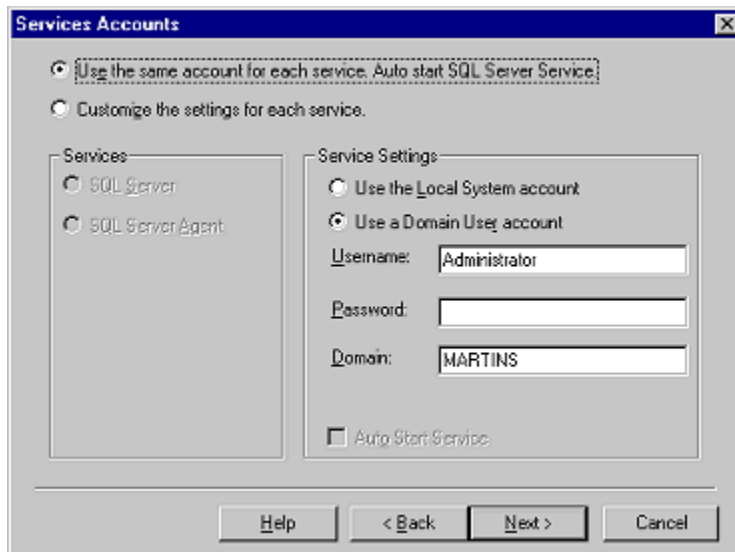 Services Accounts
Use the same account for each service. Auto start SQL Server Service.
Customize the settings for each service.
Services
SQL Server
SQL Server Agent
Service Settings
Use the Local System account
Use a Domain User account
Username: Administrator
Password:
Domain: MARTINS
Auto Start Service
Help
< Back
Next >
Cancel